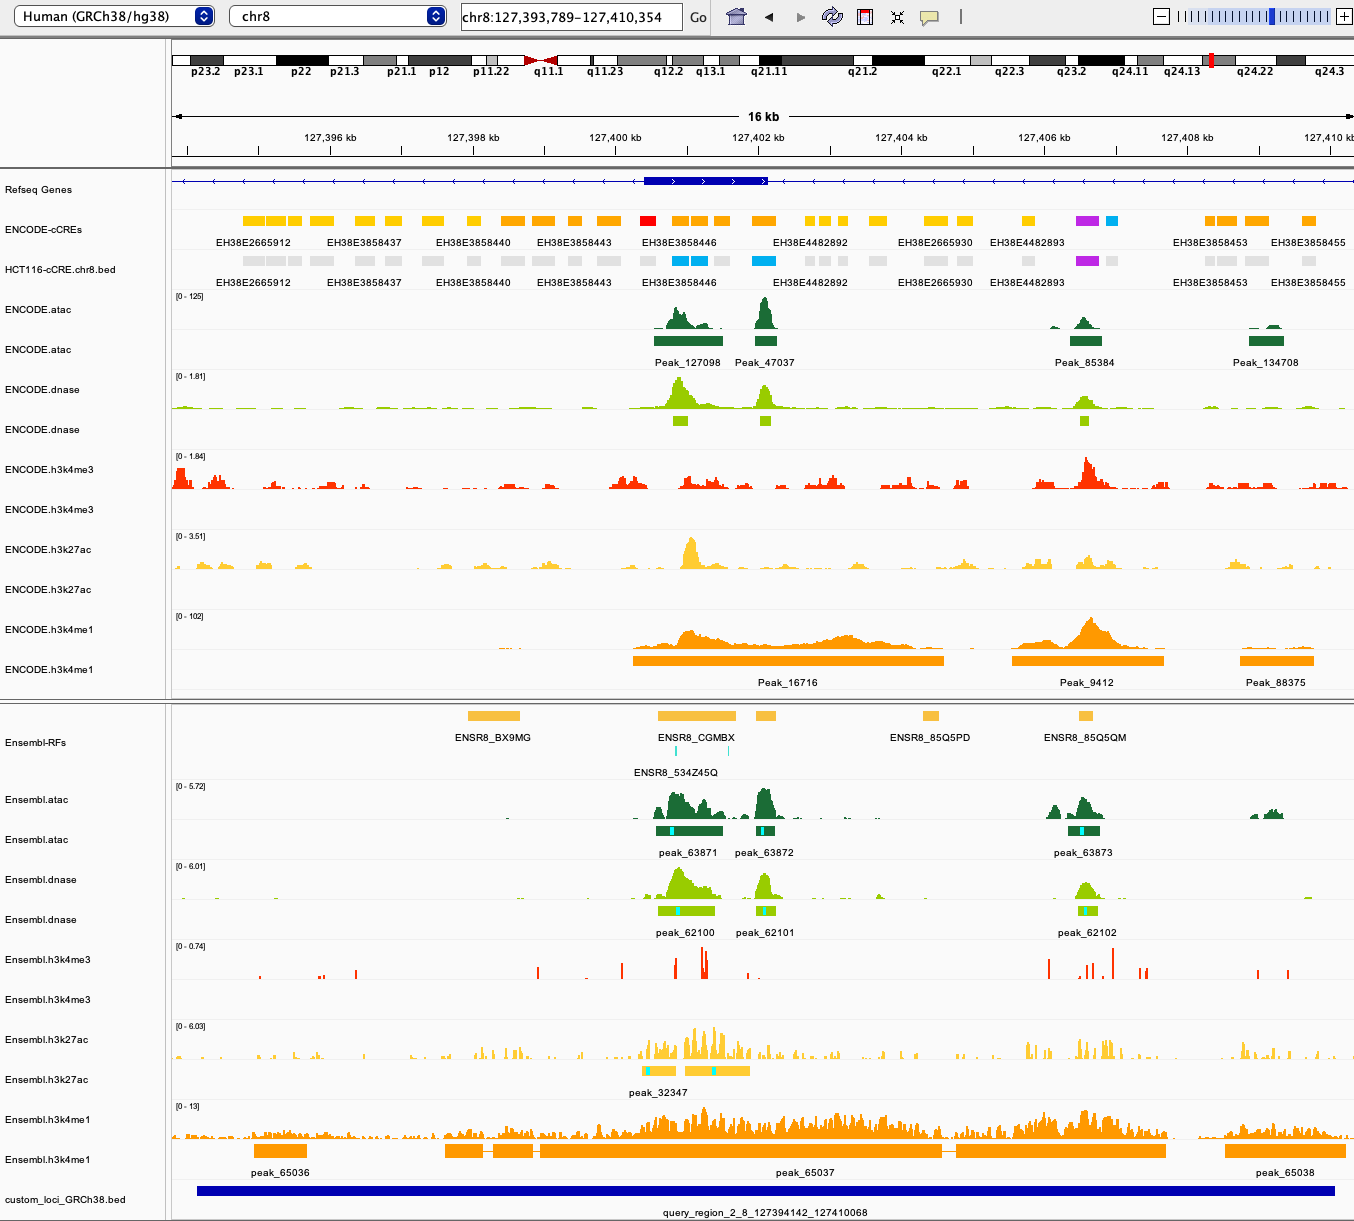 Human (GRCh38/hg38) chr8 chr8:127,393,789-127,410,354 Go
p23.2 p23.1 p22 p21.3 p21.1 p12 p11.22 q11.1 q11.23 q12.2 q13.1 q21.11 q21.2 q22.1 q22.3 q23.2 q24.11 q24.13 q24.22 q24.3
16 kb
127,396 kb 127,398 kb 127,400 kb 127,402 kb 127,404 kb 127,406 kb 127,408 kb 127,410 kb
Refseq Genes
ENCODE-cCREs
EH38E2665912 EH38E3858437 EH38E3858440 EH38E3858443 EH38E3858446 EH38E4482892 EH38E2665930 EH38E4482893 EH38E3858453 EH38E3858455
HCT116-cCRE.chr8.bed
EH38E2665912 EH38E3858437 EH38E3858440 EH38E3858443 EH38E3858446 EH38E4482892 EH38E2665930 EH38E4482893 EH38E3858453 EH38E3858455
[0 - 125]
ENCODE.atac
ENCODE.atac
Peak_127098 Peak_47037 Peak_85384 Peak_134708
[0 - 1.81]
ENCODE.dnase
ENCODE.dnase
[0 - 1.84]
ENCODE.h3k4me3
ENCODE.h3k4me3
[0 - 3.51]
ENCODE.h3k27ac
ENCODE.h3k27ac
[0 - 102]
ENCODE.h3k4me1
ENCODE.h3k4me1
Peak_16716 Peak_9412 Peak_88375
Ensembl-RFs
ENSR8_BX9MG ENSR8_CGMBX ENSR8_85Q5PD ENSR8_85Q5QM
ENSR8_534Z45Q
[0 - 5.72]
Ensembl.atac
Ensembl.atac
peak_63871 peak_63872 peak_63873
[0 - 6.01]
Ensembl.dnase
Ensembl.dnase
peak_62100 peak_62101 peak_62102
[0 - 0.74]
Ensembl.h3k4me3
Ensembl.h3k4me3
[0 - 6.03]
Ensembl.h3k27ac
Ensembl.h3k27ac
peak_32347
[0 - 13]
Ensembl.h3k4me1
Ensembl.h3k4me1
peak_65036 peak_65037 peak_65038
custom_loci_GRCh38.bed
query_region_2_8_127394142_127410068